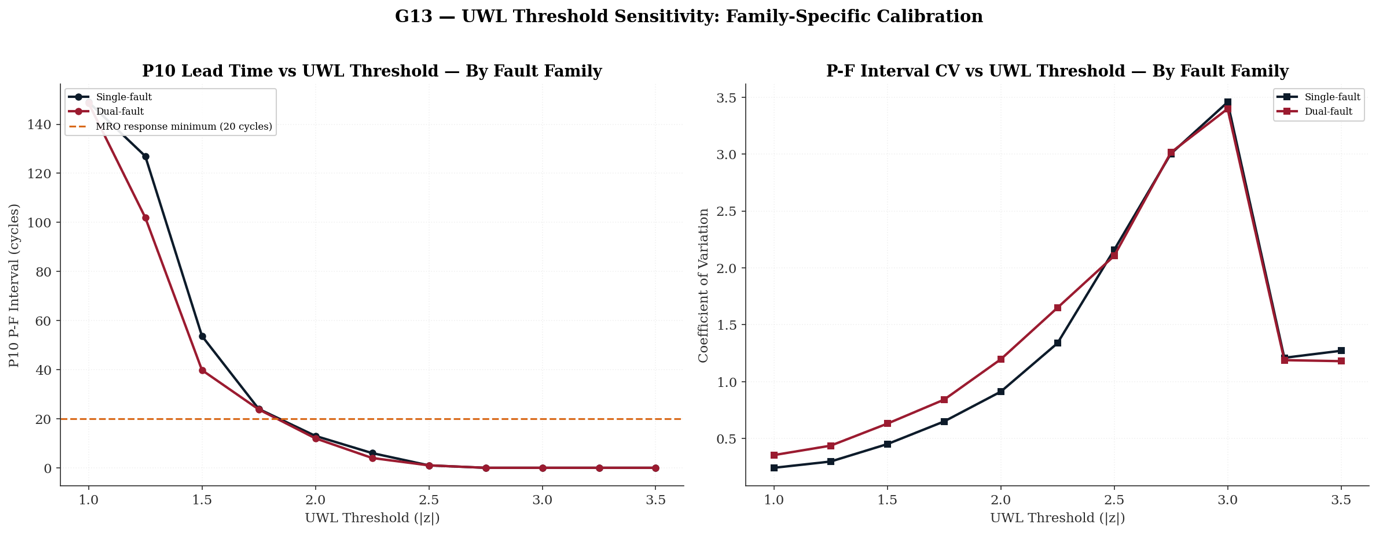 G13 — UWL Threshold Sensitivity: Family-Specific Calibration
P10 Lead Time vs UWL Threshold — By Fault Family
Single-fault
Dual-fault
MRO response minimum (20 cycles)
P10 P-F Interval (cycles)
140
120
100
80
60
40
20
0
1.0
1.5
2.0
2.5
3.0
3.5
UWL Threshold (|z|)
P-F Interval CV vs UWL Threshold — By Fault Family
Single-fault
Dual-fault
Coefficient of Variation
3.5
3.0
2.5
2.0
1.5
1.0
0.5
1.0
1.5
2.0
2.5
3.0
3.5
UWL Threshold (|z|)